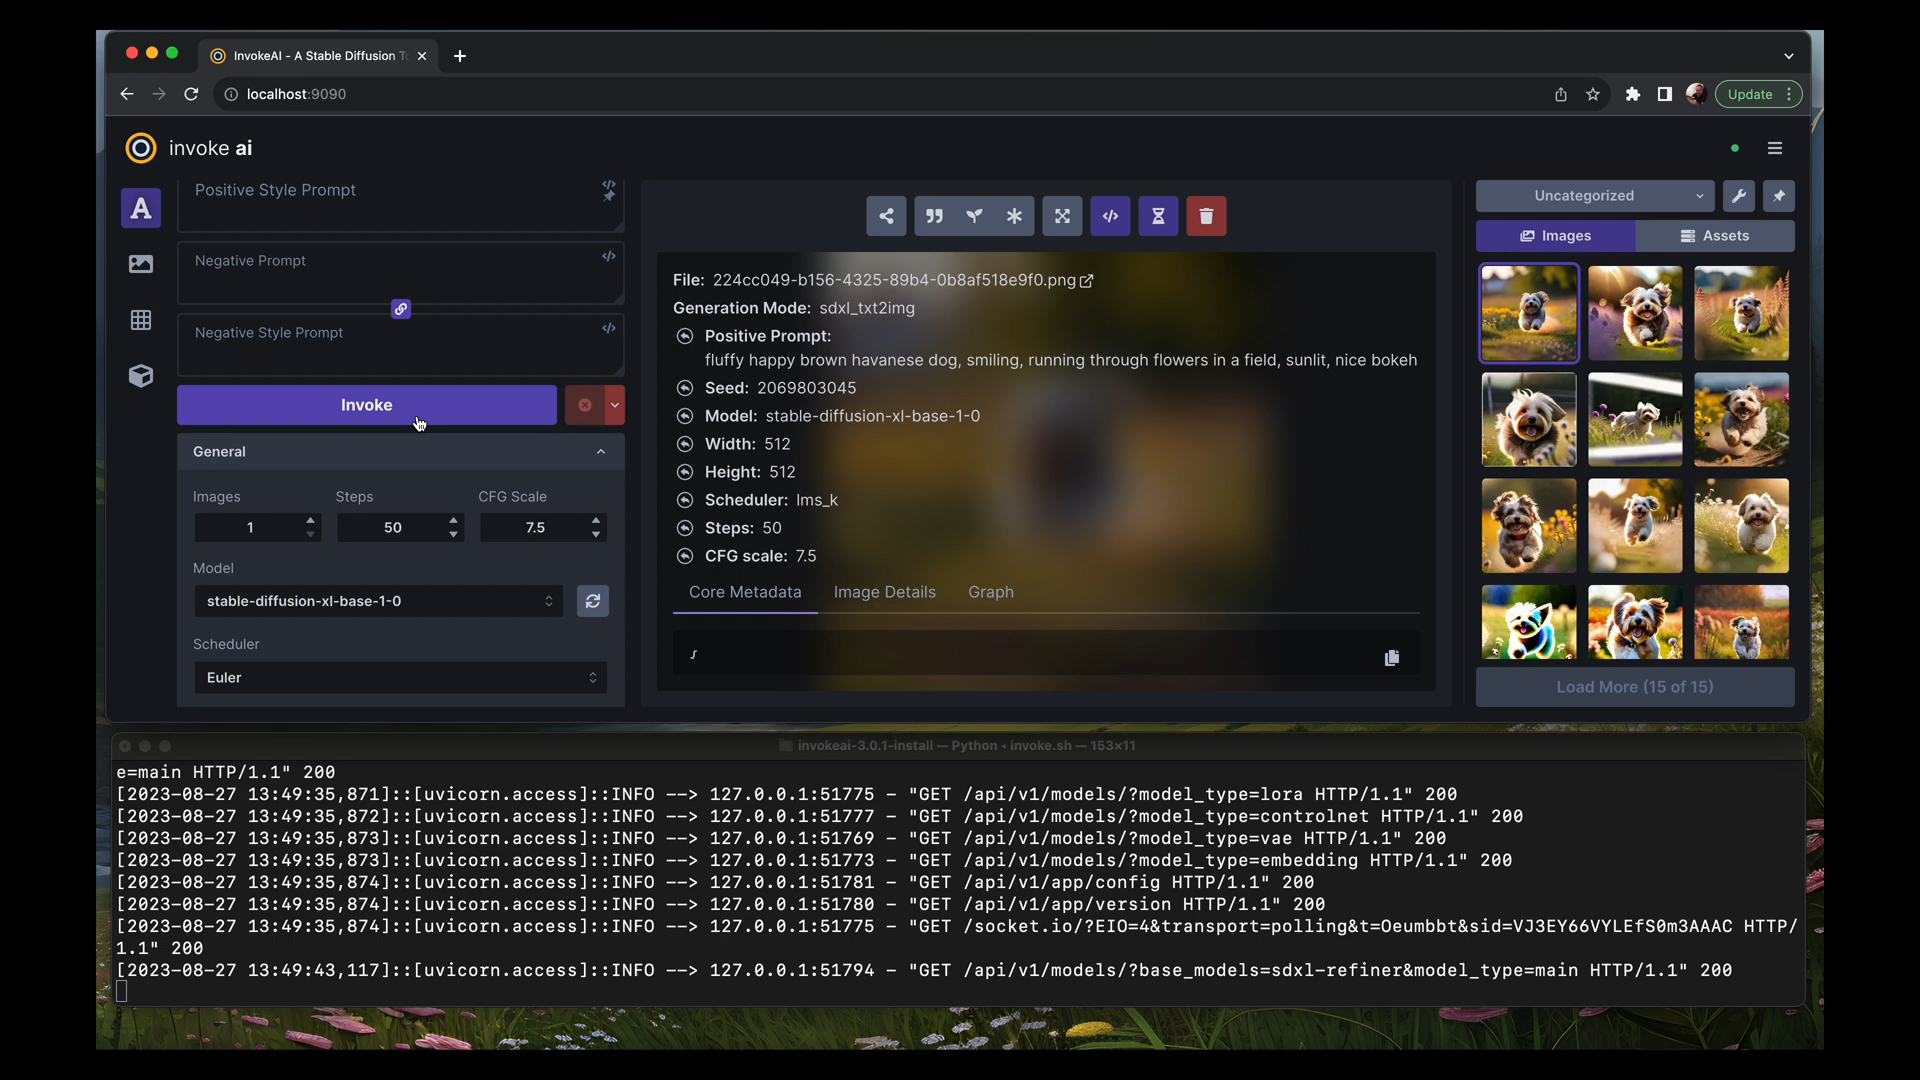 InvokeAI - A Stable Diffusion
localhost:9090
Update
invoke ai
Positive Style Prompt
Negative Prompt
Negative Style Prompt
Invoke
General
Images Steps CFG Scale
1 50 7.5
Model
stable-diffusion-xl-base-1-0
Scheduler
Euler
File: 224cc049-b156-4325-89b4-0b8af518e9f0.png
Generation Mode: sdxl_txt2img
Positive Prompt:
fluffy happy brown havanese dog, smiling, running through flowers in a field, sunlit, nice bokeh
Seed: 2069803045
Model: stable-diffusion-xl-base-1-0
Width: 512
Height: 512
Scheduler: lms_k
Steps: 50
CFG scale: 7.5
Core Metadata Image Details Graph
Uncategorized
Images Assets
Load More (15 of 15)
invokeai-3.0.1-install — Python • invoke.sh — 153×11
e=main HTTP/1.1" 200
[2023-08-27 13:49:35,871]::[uvicorn.access]::INFO --> 127.0.0.1:51775 - "GET /api/v1/models/?model_type=lora HTTP/1.1" 200
[2023-08-27 13:49:35,872]::[uvicorn.access]::INFO --> 127.0.0.1:51777 - "GET /api/v1/models/?model_type=controlnet HTTP/1.1" 200
[2023-08-27 13:49:35,873]::[uvicorn.access]::INFO --> 127.0.0.1:51769 - "GET /api/v1/models/?model_type=vae HTTP/1.1" 200
[2023-08-27 13:49:35,873]::[uvicorn.access]::INFO --> 127.0.0.1:51773 - "GET /api/v1/models/?model_type=embedding HTTP/1.1" 200
[2023-08-27 13:49:35,874]::[uvicorn.access]::INFO --> 127.0.0.1:51781 - "GET /api/v1/app/config HTTP/1.1" 200
[2023-08-27 13:49:35,874]::[uvicorn.access]::INFO --> 127.0.0.1:51780 - "GET /api/v1/app/version HTTP/1.1" 200
[2023-08-27 13:49:35,874]::[uvicorn.access]::INFO --> 127.0.0.1:51775 - "GET /socket.io/?EIO=4&transport=polling&t=Oeumbbt&sid=VJ3EY66VYLEfS0m3AAAC HTTP/
1.1" 200
[2023-08-27 13:49:43,117]::[uvicorn.access]::INFO --> 127.0.0.1:51794 - "GET /api/v1/models/?base_models=sdxl-refiner&model_type=main HTTP/1.1" 200